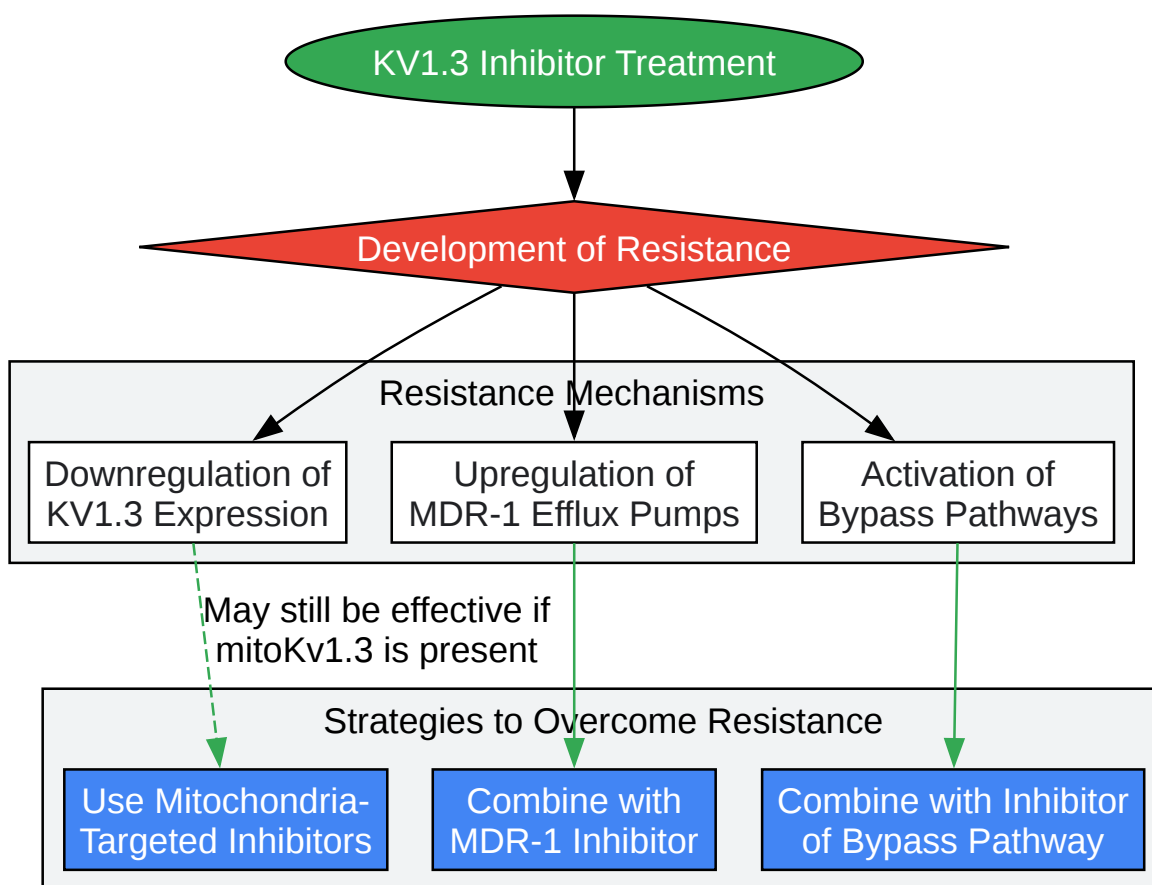 KV1.3 Inhibitor Treatment
Development of Resistance
Resistance Mechanisms
Downregulation of
KV1.3 Expression
Upregulation of
MDR-1 Efflux Pumps
Activation of
Bypass Pathways
May still be effective if
mitoKv1.3 is present
Strategies to Overcome Resistance
Use Mitochondria-
Targeted Inhibitors
Combine with
MDR-1 Inhibitor
Combine with Inhibitor
of Bypass Pathway